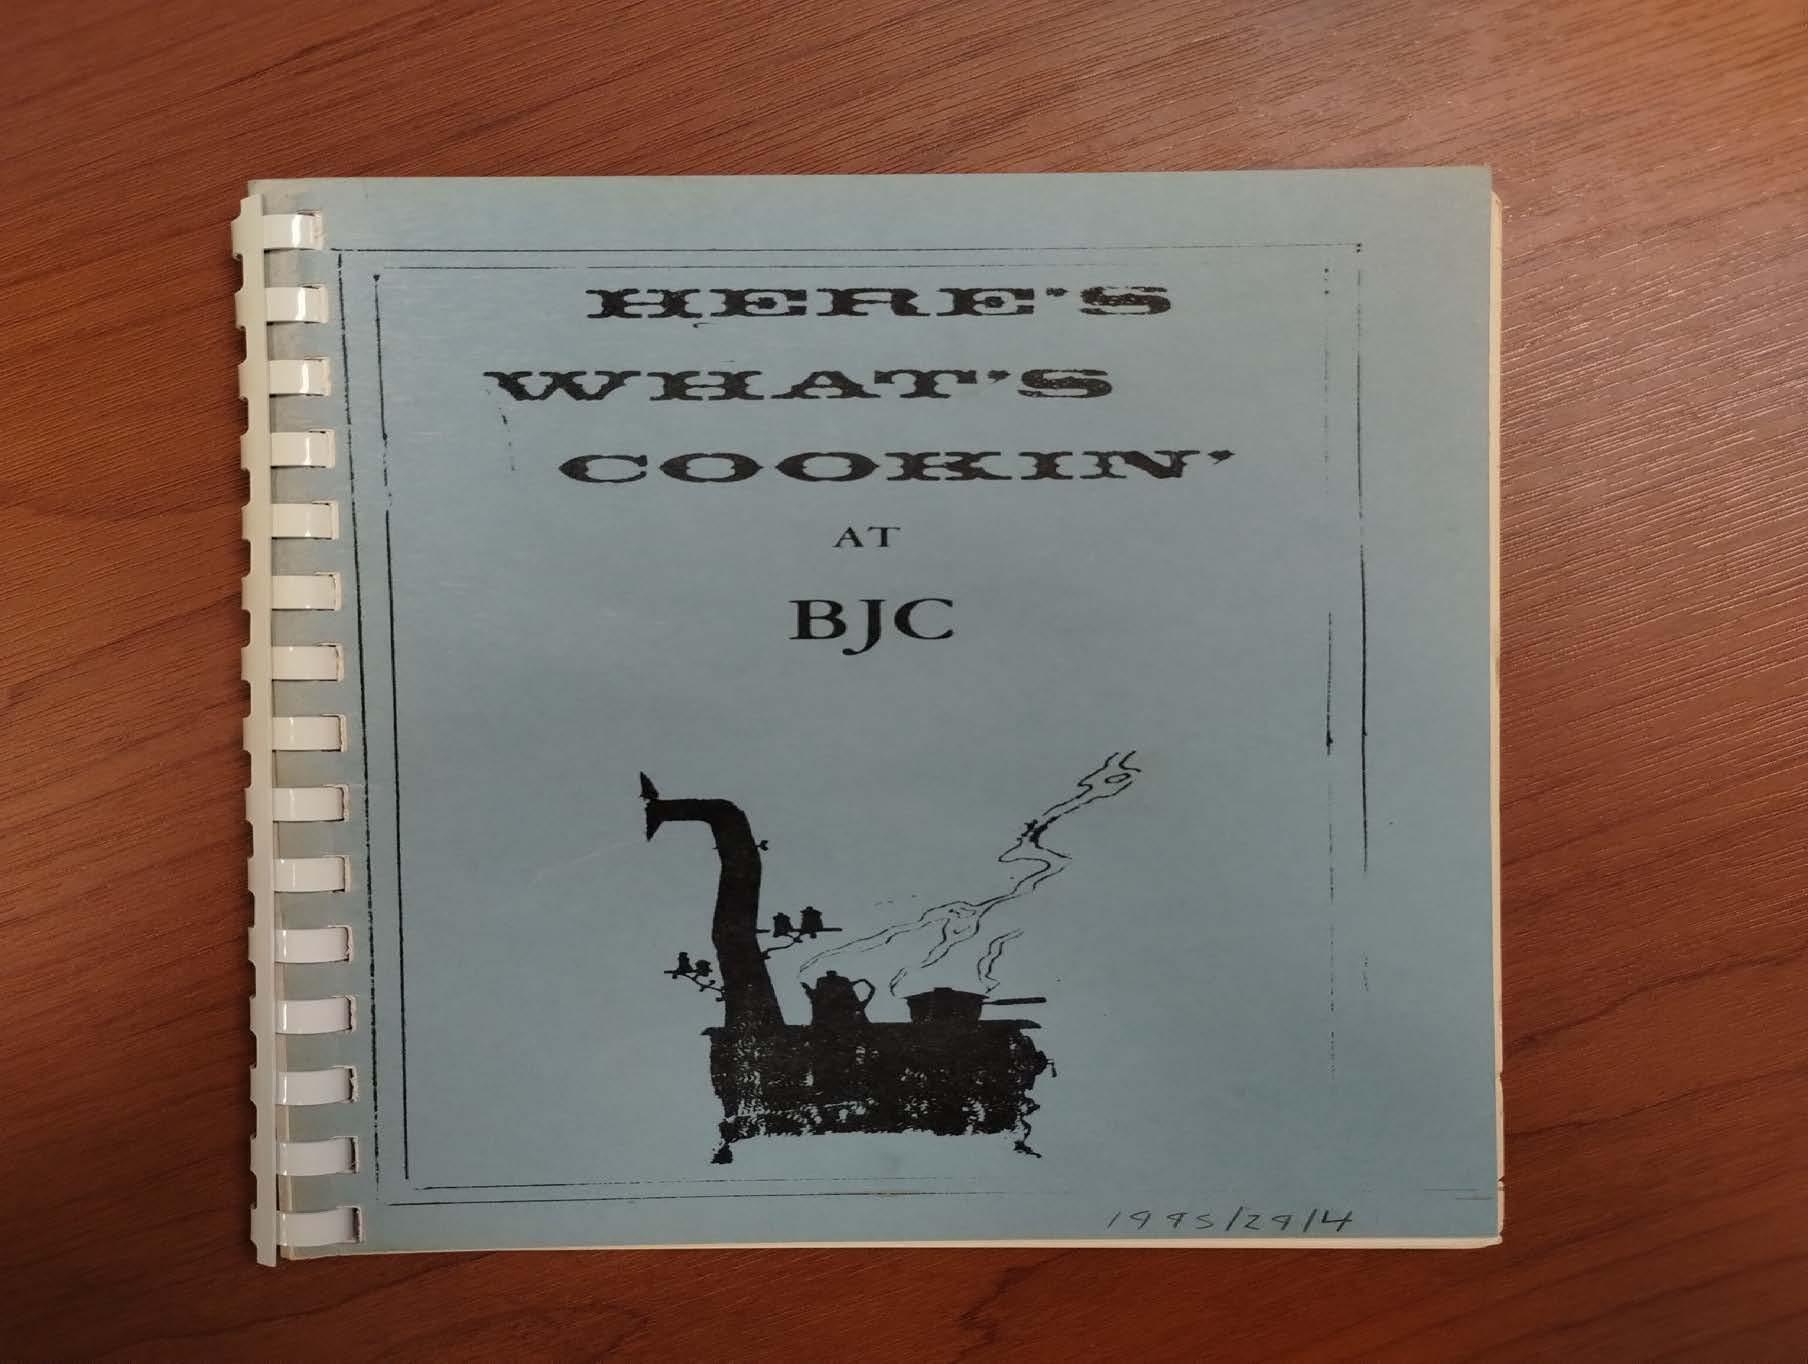 HERE'S
WHAT'S
COOKIN'
AT
BJC
1995/29/4